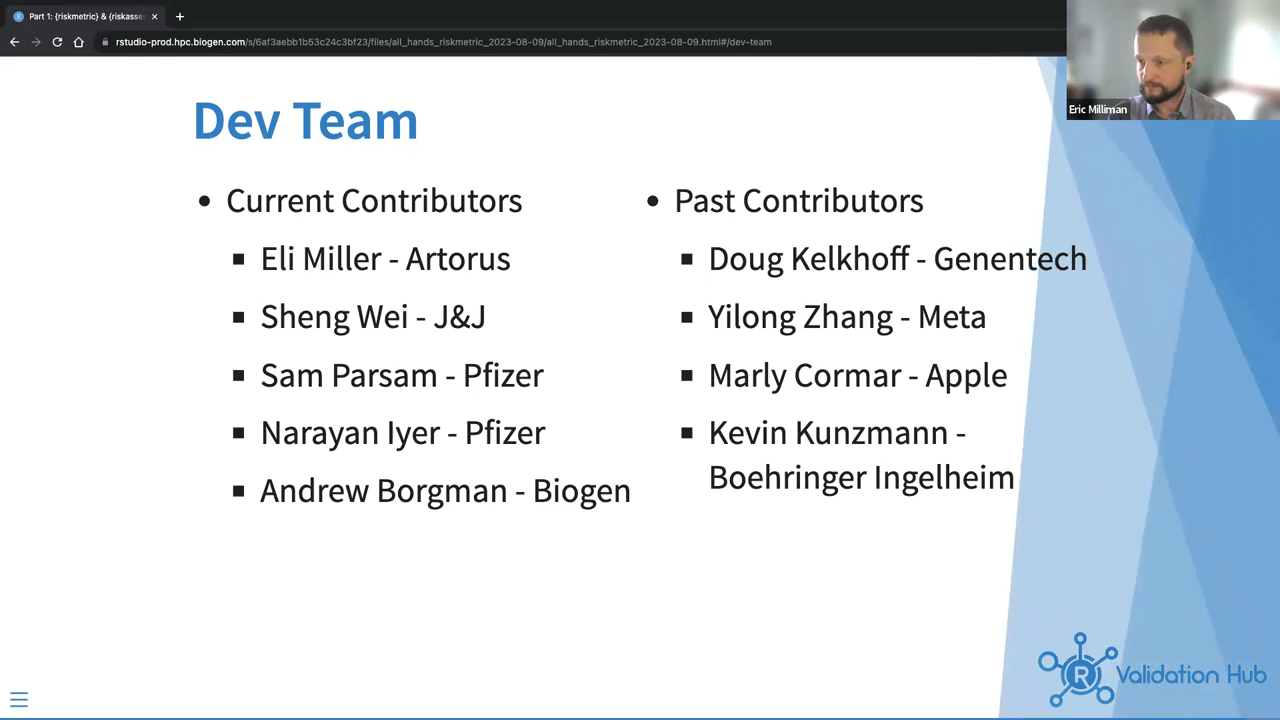 Part 1: {riskmetric} & {riskasse
rstudio-prod.hpc.biogen.com/s/6af3aebb1b53c24c3bf23/files/all_hands_riskmetric_2023-08-09/all_hands_riskmetric_2023-08-09.html#/dev-team
Eric Milliman
Dev Team
Current Contributors
Eli Miller - Artorus
Sheng Wei - J&J
Sam Parsam - Pfizer
Narayan Iyer - Pfizer
Andrew Borgman - Biogen
Past Contributors
Doug Kelkhoff - Genentech
Yilong Zhang - Meta
Marly Cormar - Apple
Kevin Kunzmann -
Boehringer Ingelheim
R Validation Hub